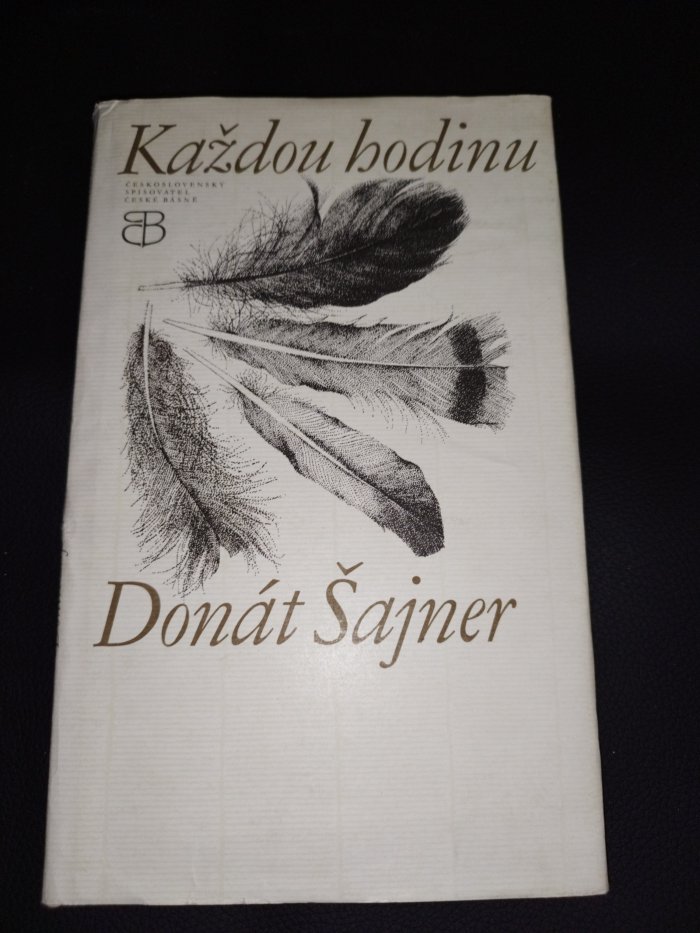 Každou hodinu
ČESKOSLOVENSKÝ
SPISOVATEL
ČESKÉ BÁSNĚ
Donát Šajner